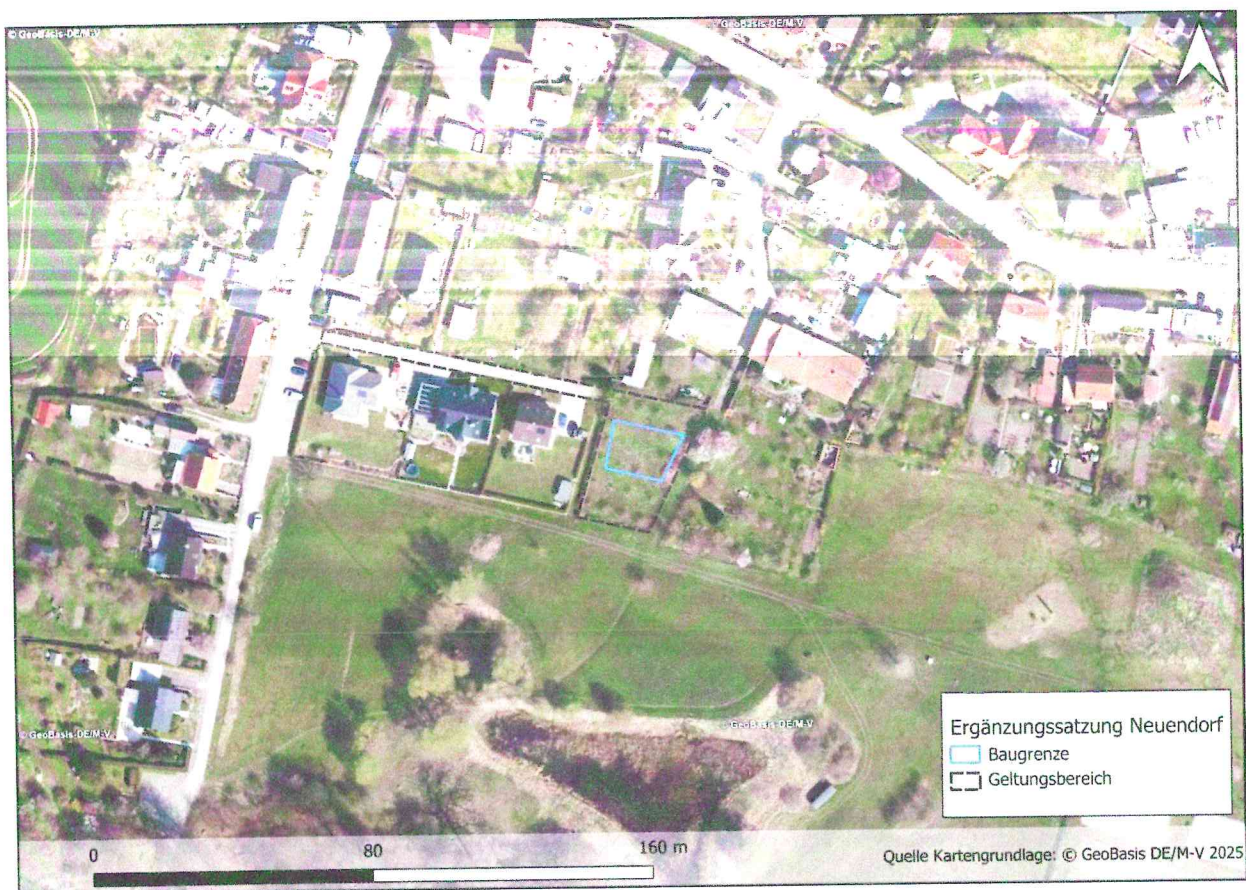 © GeoBasis-DE/M-V
© GeoBasis-DE/M-V
© GeoBasis-DE/M-V
© GeoBasis-DE/M-V
Ergänzungssatzung Neuendorf
Baugrenze
Geltungsbereich
0 80 160 m
Quelle Kartengrundlage: © GeoBasis DE/M-V 2025